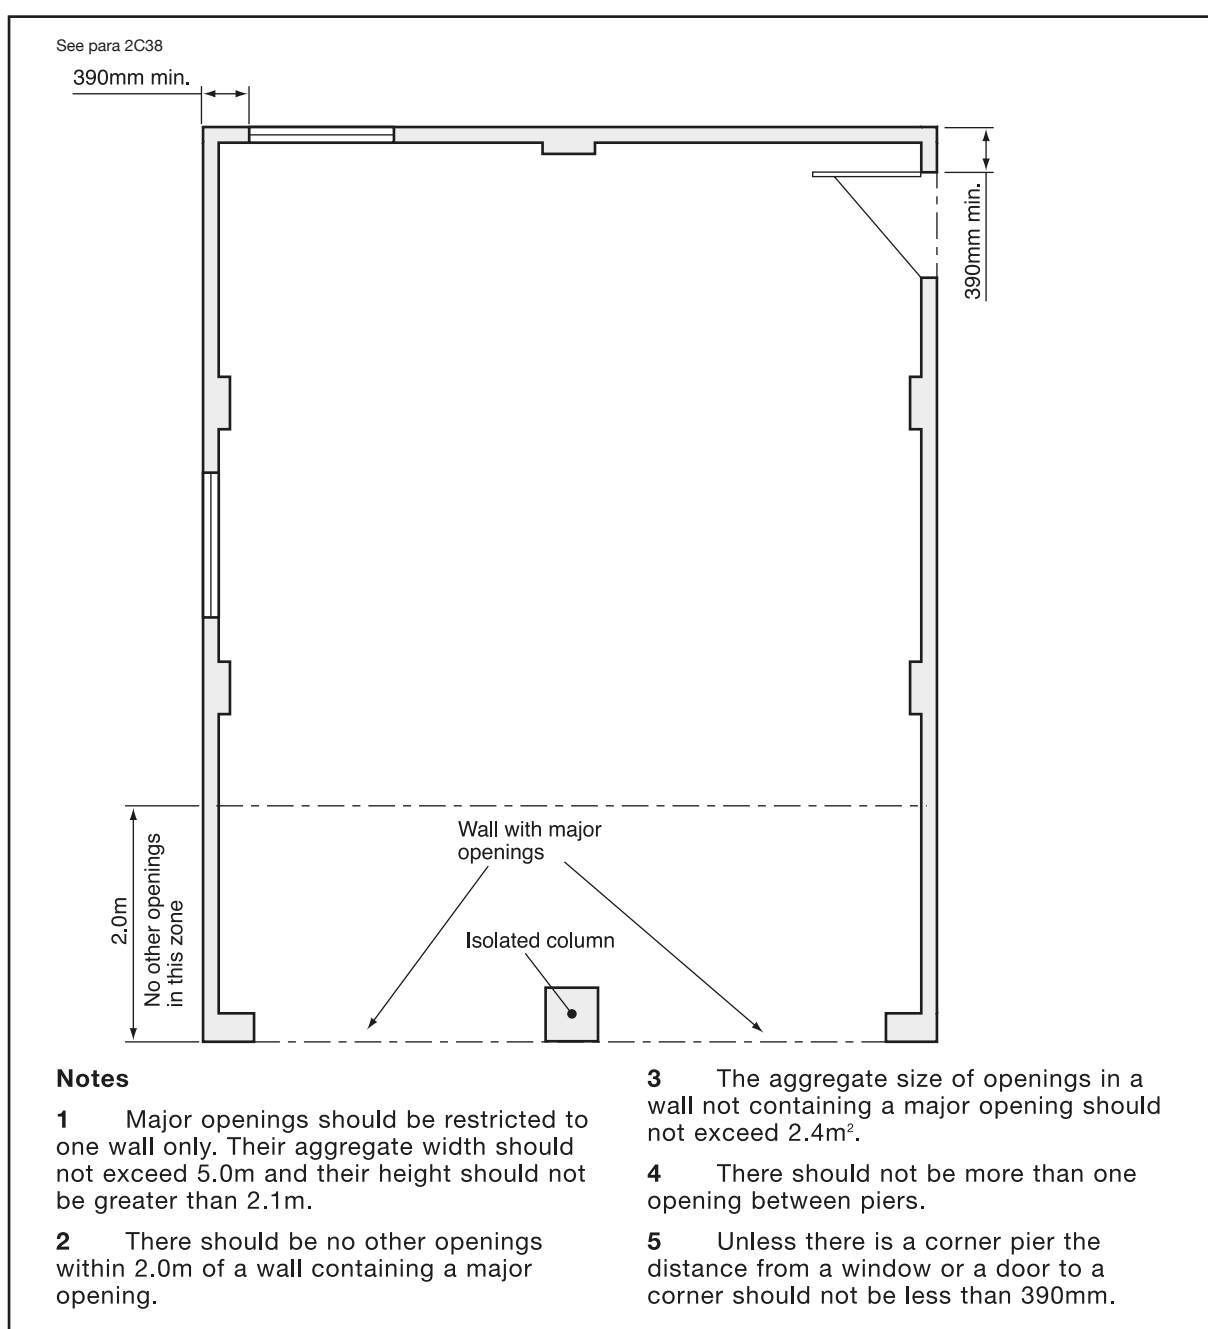 See para 2C38
390mm min.
390mm min.
Wall with major
openings
Isolated column
2.0m
No other openings
in this zone
Notes
1 Major openings should be restricted to
one wall only. Their aggregate width should
not exceed 5.0m and their height should not
be greater than 2.1m.
2 There should be no other openings
within 2.0m of a wall containing a major
opening.
3 The aggregate size of openings in a
wall not containing a major opening should
not exceed 2.4m².
4 There should not be more than one
opening between piers.
5 Unless there is a corner pier the
distance from a window or a door to a
corner should not be less than 390mm.